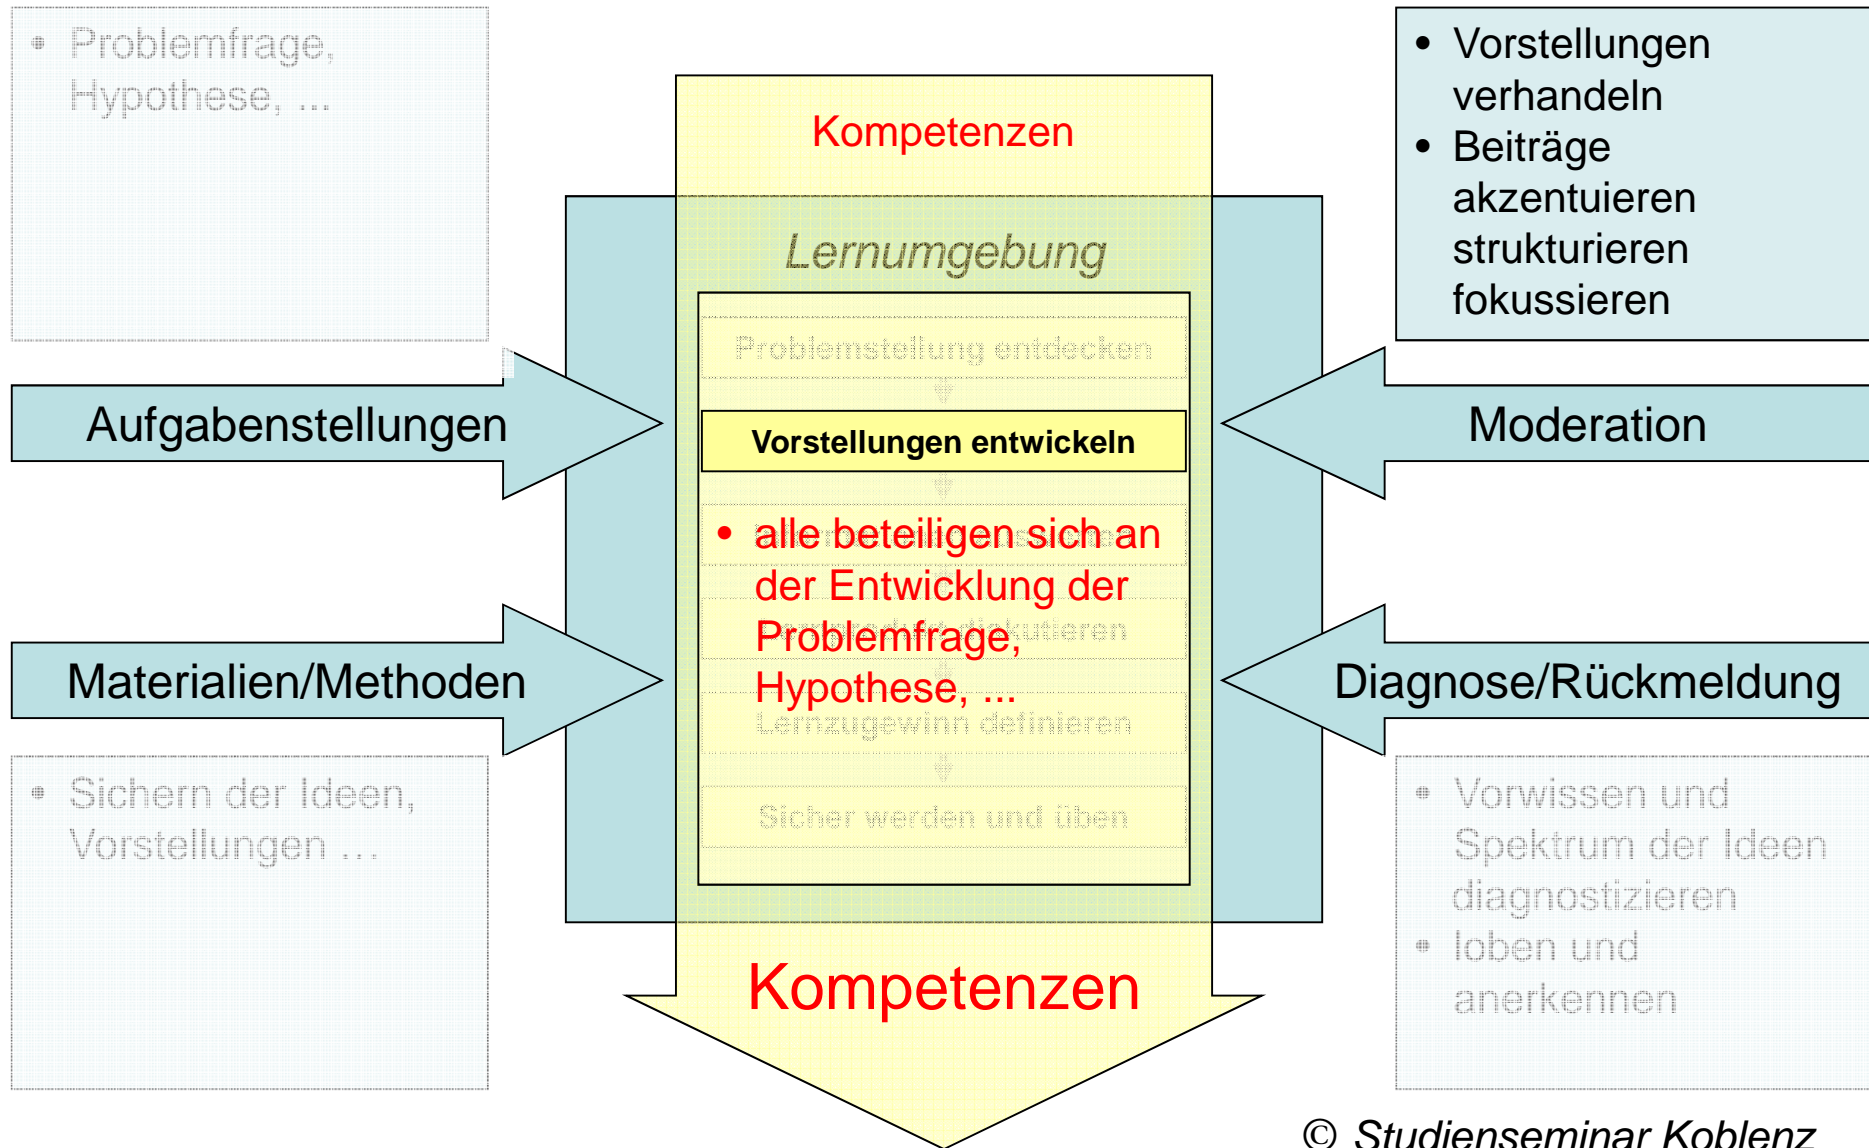 • Problemfrage,
Hypothese, ...
• Vorstellungen
verhandeln
• Beiträge
akzentuieren
strukturieren
fokussieren
Kompetenzen
Lernumgebung
Problemstellung entdecken
Aufgabenstellungen
Vorstellungen entwickeln
Moderation
• alle beteiligen sich an
der Entwicklung der
Problemfrage,
Hypothese, ...
diskutieren
Lernzugewinn definieren
Sicher werden und üben
Materialien/Methoden
Diagnose/Rückmeldung
• Sichern der Ideen,
Vorstellungen ...
• Vorwissen und
Spektrum der Ideen
diagnostizieren
• loben und
anerkennen
Kompetenzen
© Studienseminar Koblenz